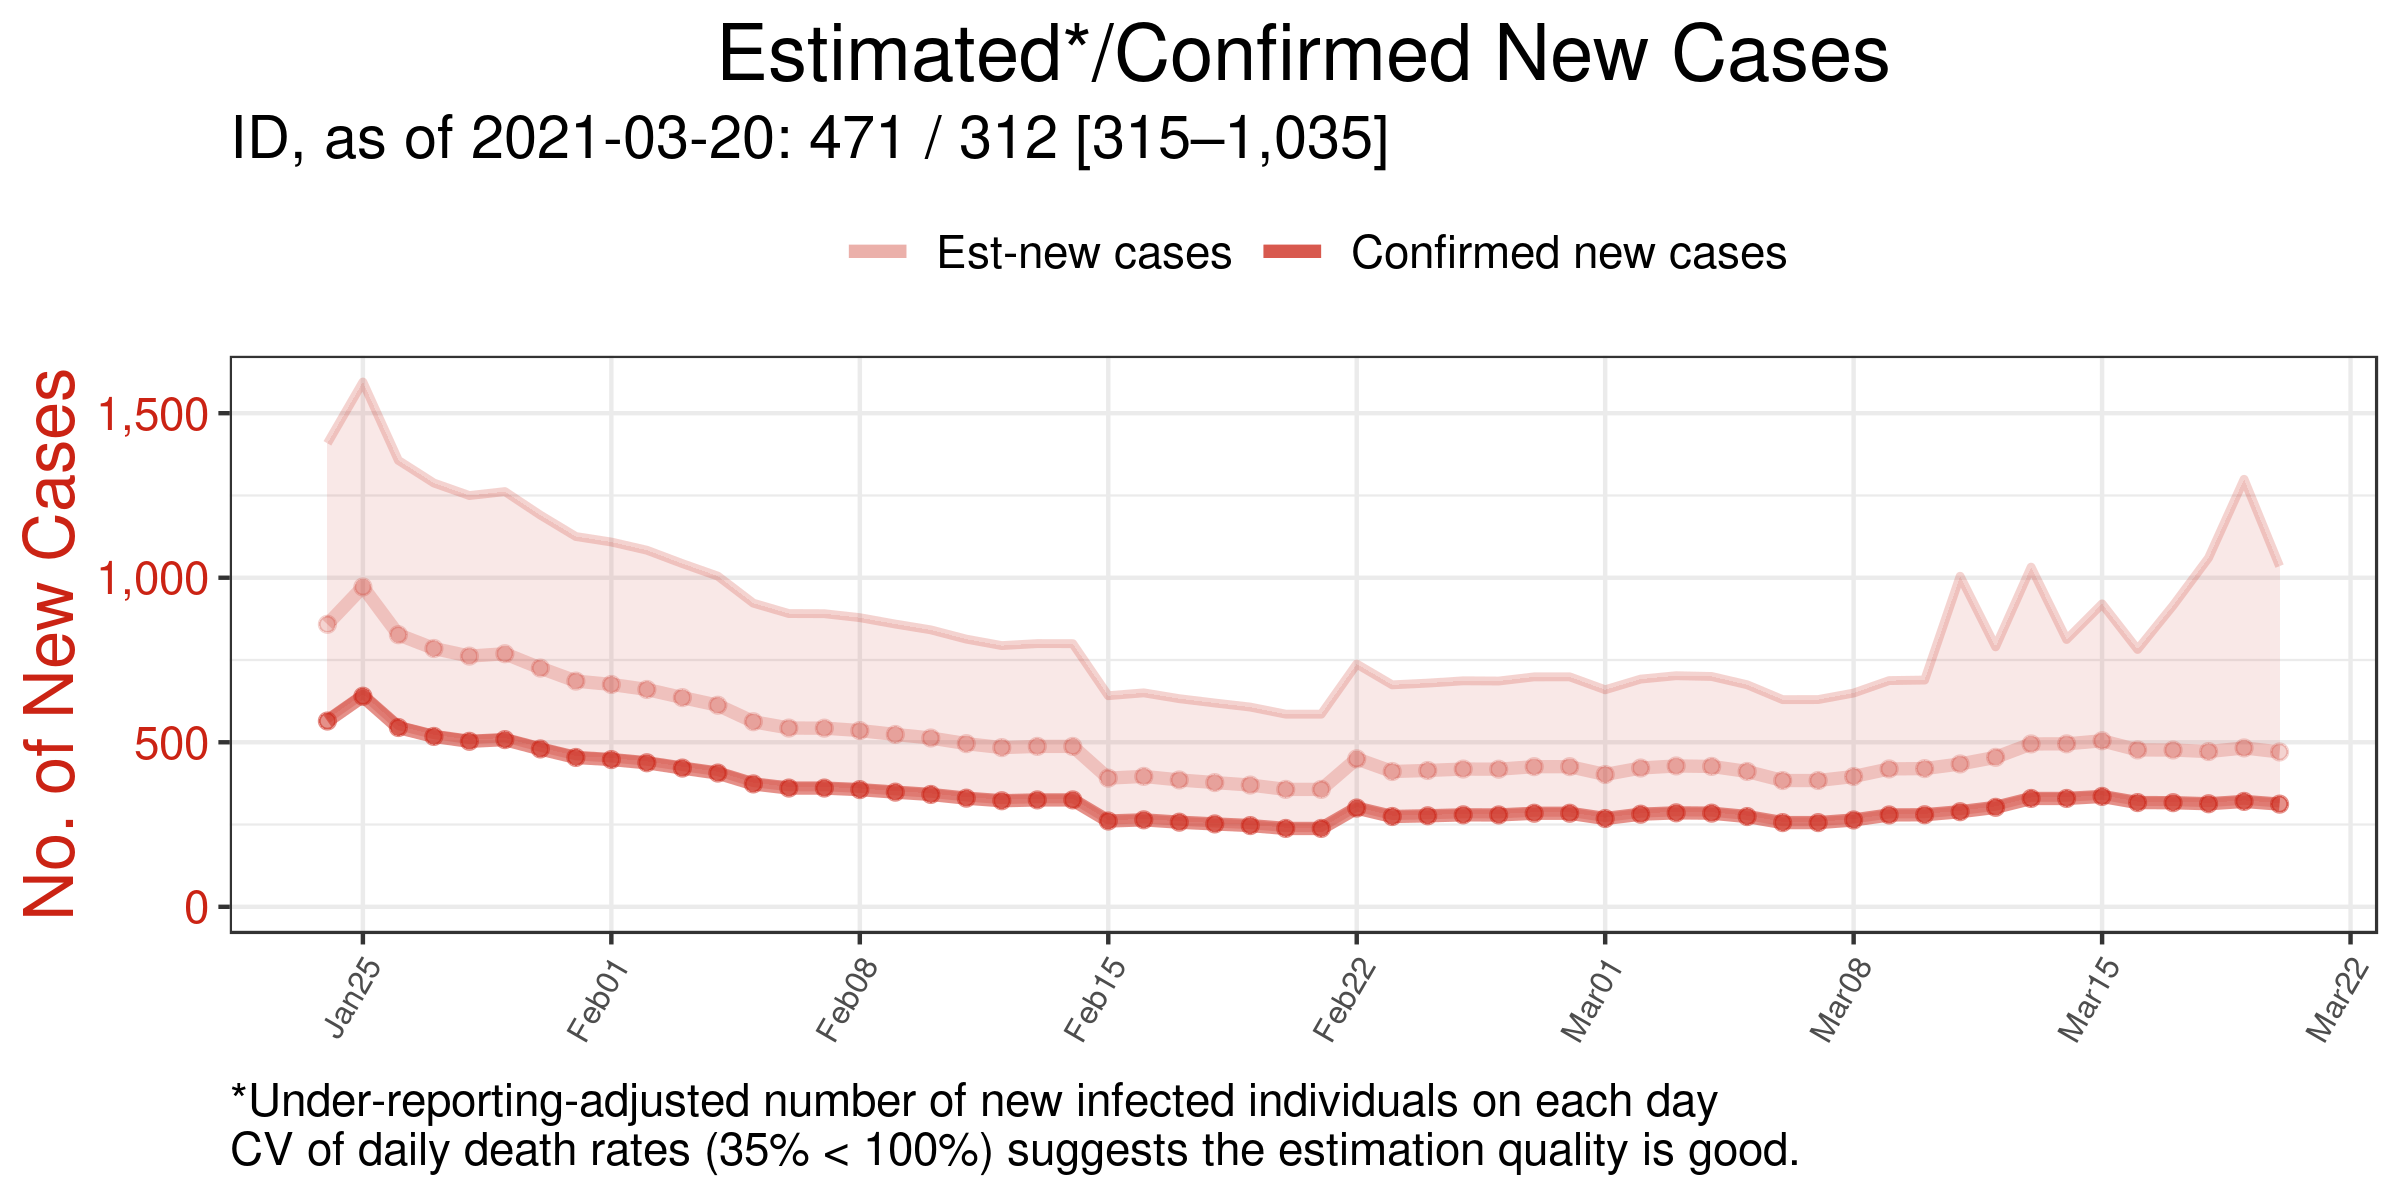 Estimated*/Confirmed New Cases
ID, as of 2021-03-20: 471 / 312 [315–1,035]
Est-new cases
Confirmed new cases
No. of New Cases
1,500
1,000
500
0
Jan25
Feb01
Feb08
Feb15
Feb22
Mar01
Mar08
Mar15
Mar22
*Under-reporting-adjusted number of new infected individuals on each day
CV of daily death rates (35% < 100%) suggests the estimation quality is good.